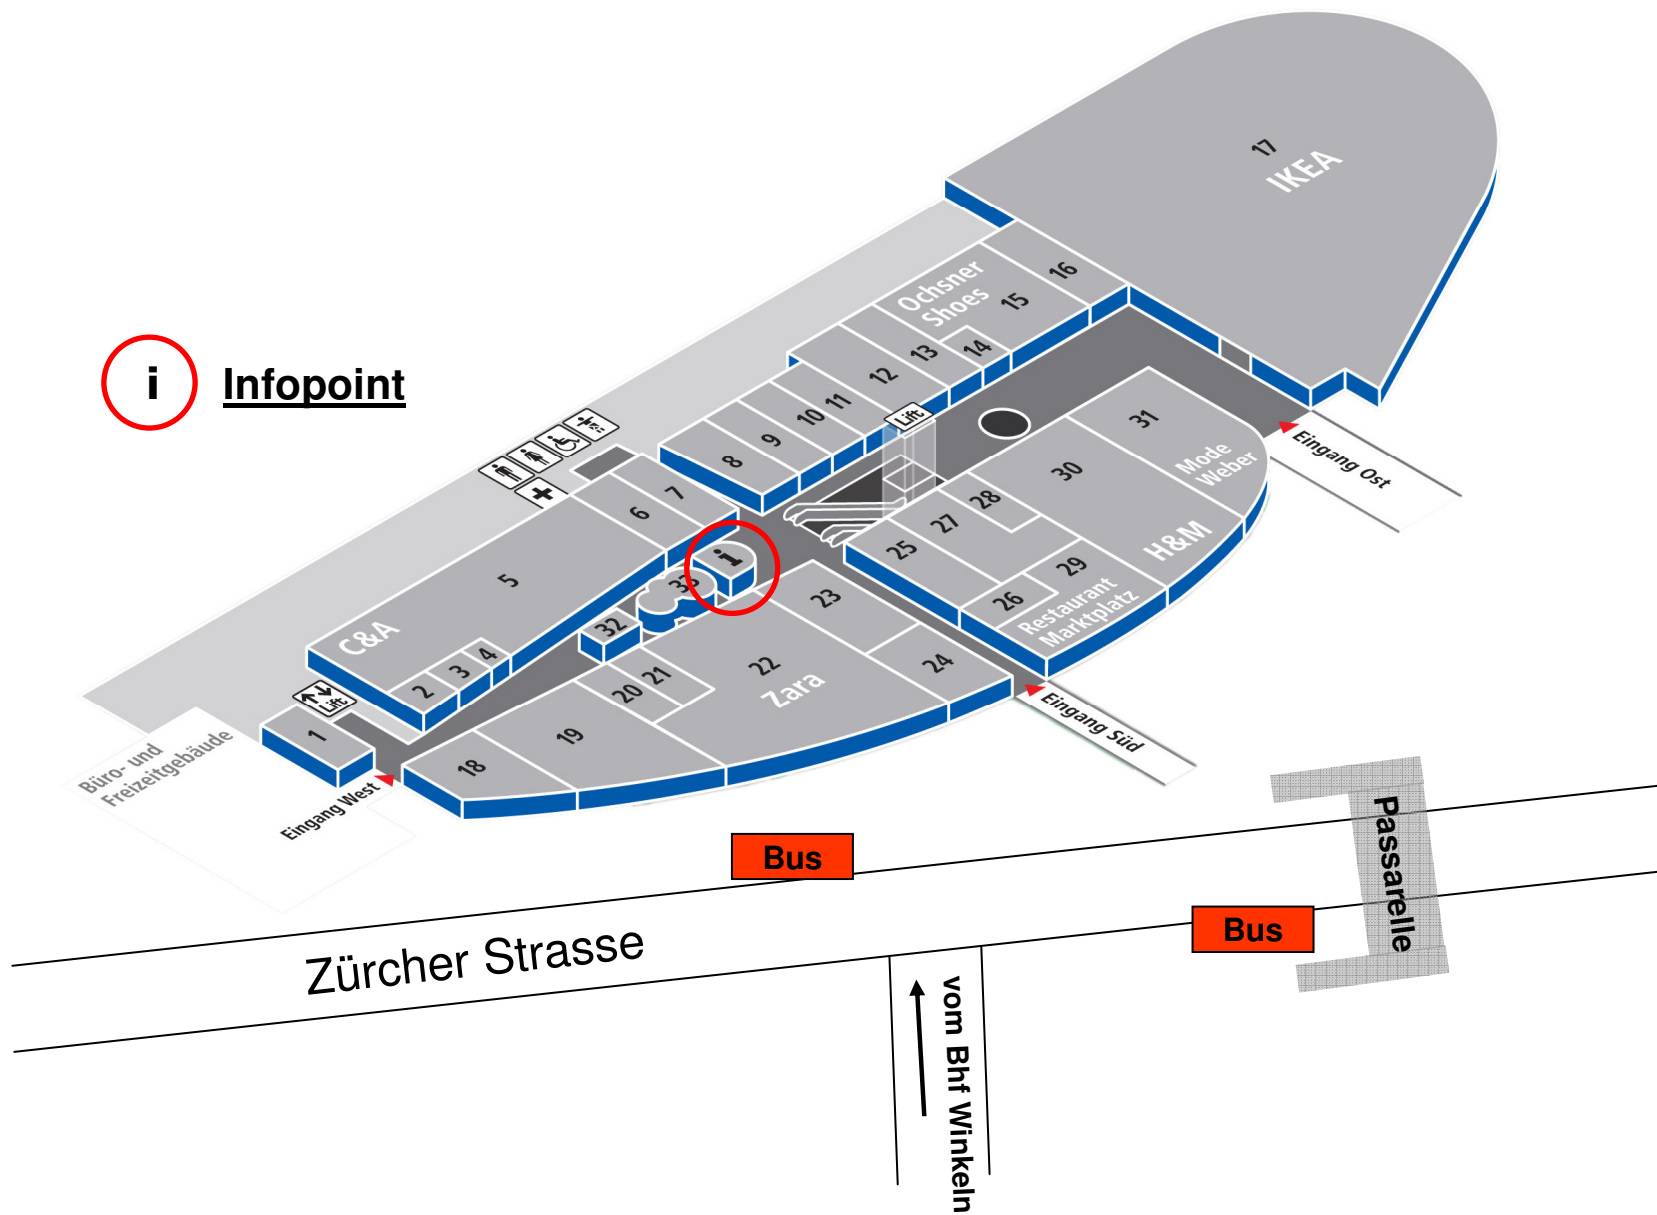 17
IKEA
16
Ochsner
Shoes
15
14
13
12
11
10
9
8
Lift
i
Infopoint
31
Mode
Weber
Eingang Ost
30
28
27
25
H&M
29
26
Restaurant
Marktplatz
7
6
5
C&A
4
3
2
i
33
32
23
24
22
Zara
21
20
19
18
Lift
1
Büro- und
Freizeitgebäude
Eingang West
Eingang Süd
Bus
Bus
Passarelle
Zürcher Strasse
vom Bhf Winkeln